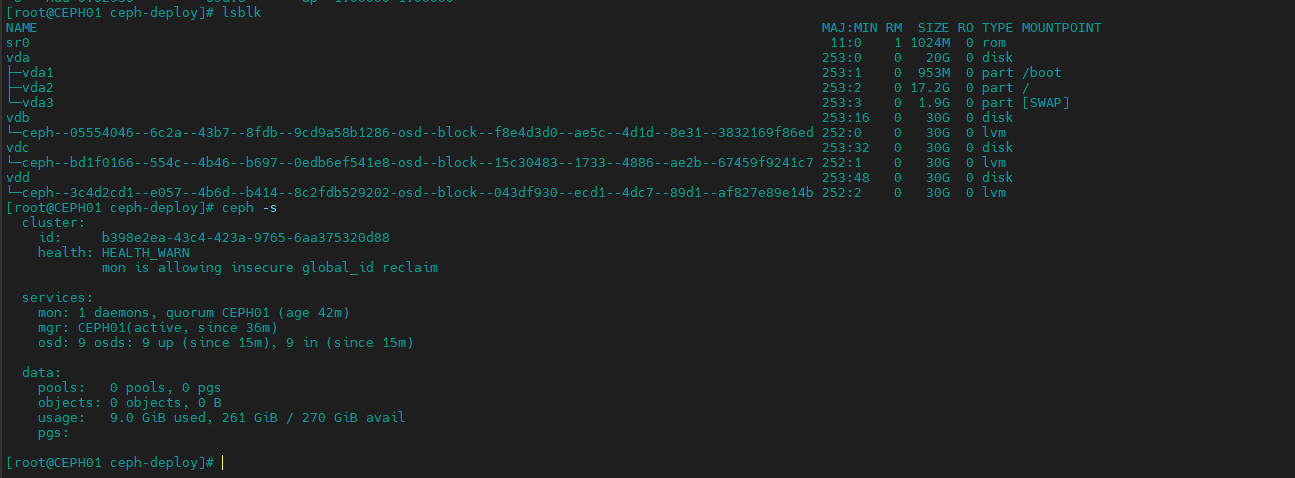 [root@CEPH01 ceph-deploy]# lsblk
NAME MAJ:MIN RM SIZE RO TYPE MOUNTPOINT
sr0 11:0 1 1024M 0 rom
vda 253:0 0 20G 0 disk
├─vda1 253:1 0 953M 0 part /boot
├─vda2 253:2 0 17.2G 0 part /
└─vda3 253:3 0 1.9G 0 part [SWAP]
vdb 253:16 0 30G 0 disk
└─ceph--05554046--6c2a--43b7--8fdb--9cd9a58b1286-osd--block--f8e4d3d0--ae5c--4d1d--8e31--3832169f86ed 252:0 0 30G 0 lvm
vdc 253:32 0 30G 0 disk
└─ceph--bd1f0166--554c--4b46--b697--0edb6ef541e8-osd--block--15c30483--1733--4886--ae2b--67459f9241c7 252:1 0 30G 0 lvm
vdd 253:48 0 30G 0 disk
└─ceph--3c4d2cd1--e057--4b6d--b414--8c2fdb529202-osd--block--043df930--ecd1--4dc7--89d1--af827e89e14b 252:2 0 30G 0 lvm
[root@CEPH01 ceph-deploy]# ceph -s
cluster:
id: b398e2ea-43c4-423a-9765-6aa375320d88
health: HEALTH_WARN
mon is allowing insecure global_id reclaim
services:
mon: 1 daemons, quorum CEPH01 (age 42m)
mgr: CEPH01(active, since 36m)
osd: 9 osds: 9 up (since 15m), 9 in (since 15m)
data:
pools: 0 pools, 0 pgs
objects: 0 objects, 0 B
usage: 9.0 GiB used, 261 GiB / 270 GiB avail
pgs:
[root@CEPH01 ceph-deploy]#